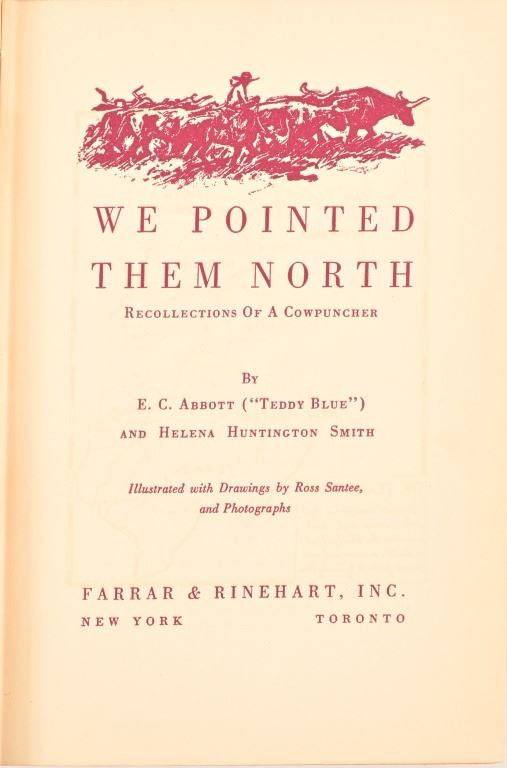 WE POINTED
THEM NORTH
RECOLLECTIONS OF A COWPUNCHER
BY
E. C. ABBOTT ("TEDDY BLUE")
AND HELENA HUNTINGTON SMITH
Illustrated with Drawings by Ross Santee,
and Photographs
FARRAR & RINEHART, INC.
NEW YORK TORONTO